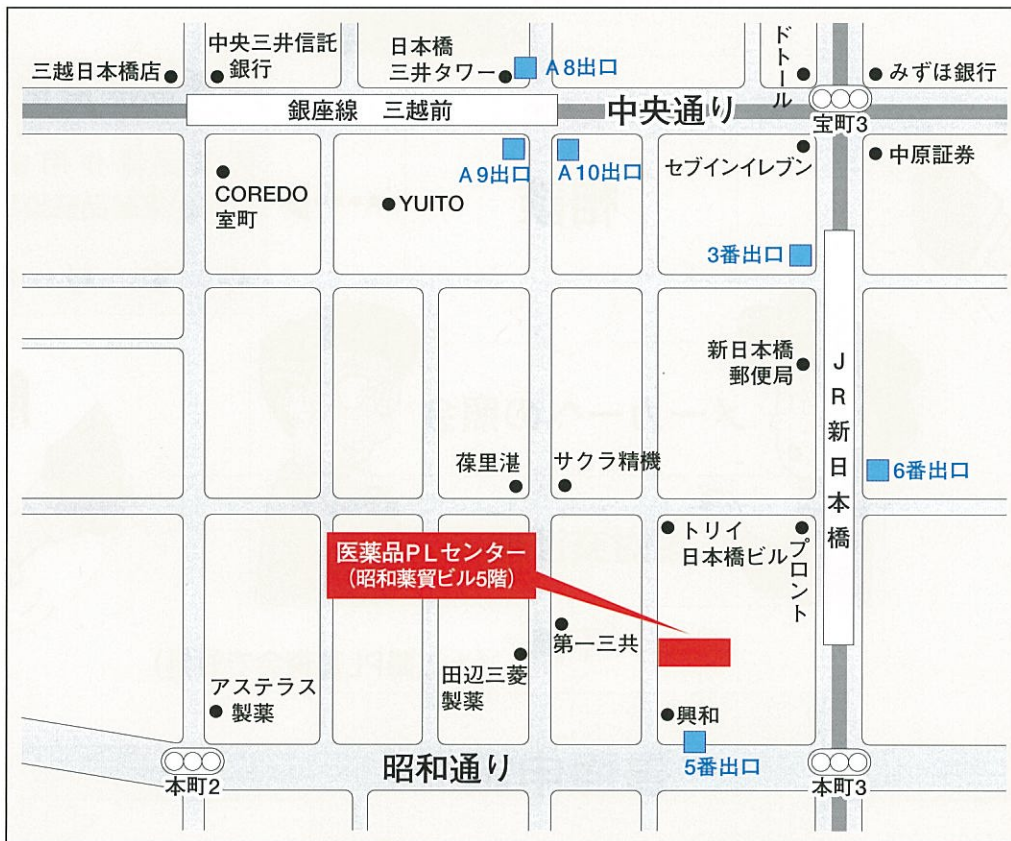 三越日本橋店
中央三井信託
銀行
日本橋
三井タワー
A8出口
ドトール
みずほ銀行
銀座線 三越前
中央通り
宝町3
A9出口
A10出口
セブインイレブン
中原証券
COREDO
室町
YUITO
3番出口
新日本橋
郵便局
JR新日本橋
葆里湛
サクラ精機
6番出口
医薬品PLセンター
(昭和薬貿ビル5階)
トリイ
日本橋ビル
プロント
第一三共
田辺三菱
製薬
アステラス
製薬
興和
5番出口
昭和通り
本町2
本町3